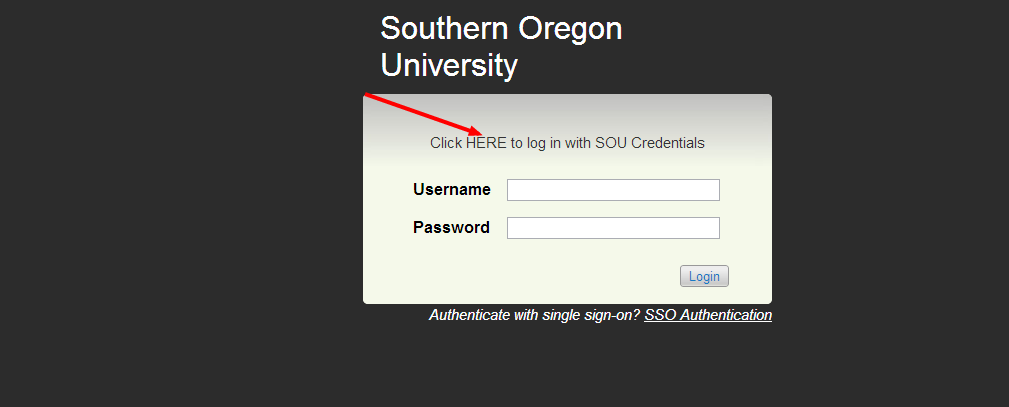 Southern Oregon
University
Click HERE to log in with SOU Credentials
Username
Password
Login
Authenticate with single sign-on? SSO Authentication